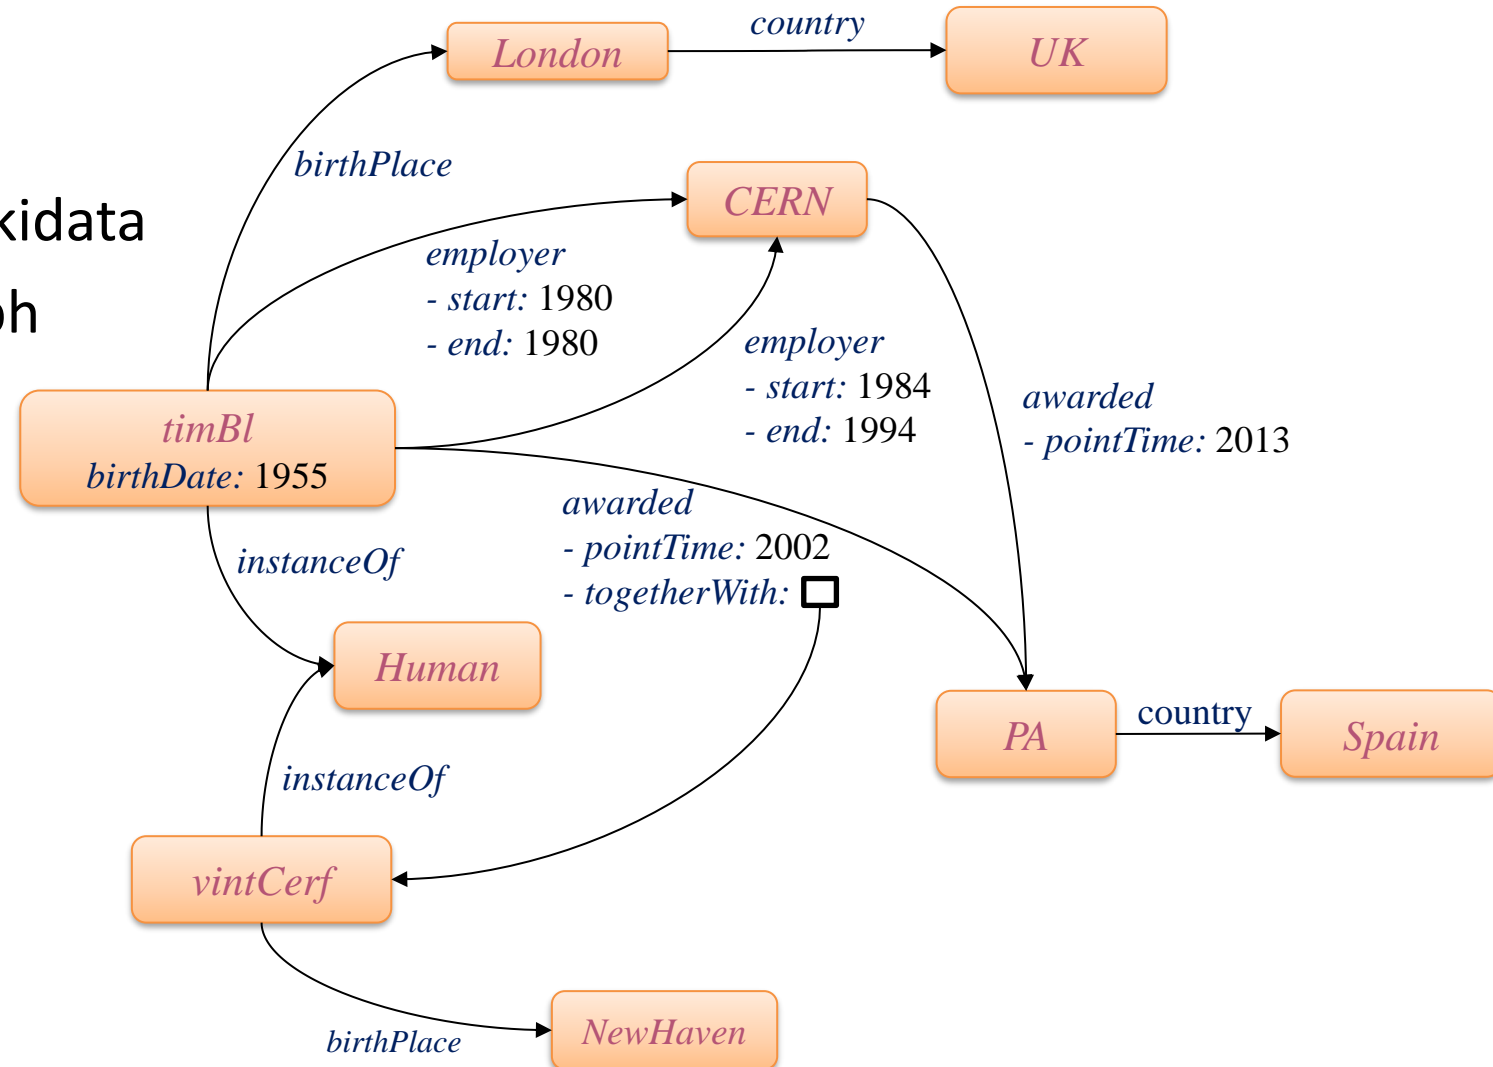 country
London
UK
birthPlace
CERN
kidata
employer
- start: 1980
- end: 1980
ph
employer
- start: 1984
- end: 1994
awarded
- pointTime: 2013
timBl
birthDate: 1955
awarded
- pointTime: 2002
- togetherWith:
instanceOf
Human
PA
country
Spain
instanceOf
vintCerf
birthPlace
NewHaven